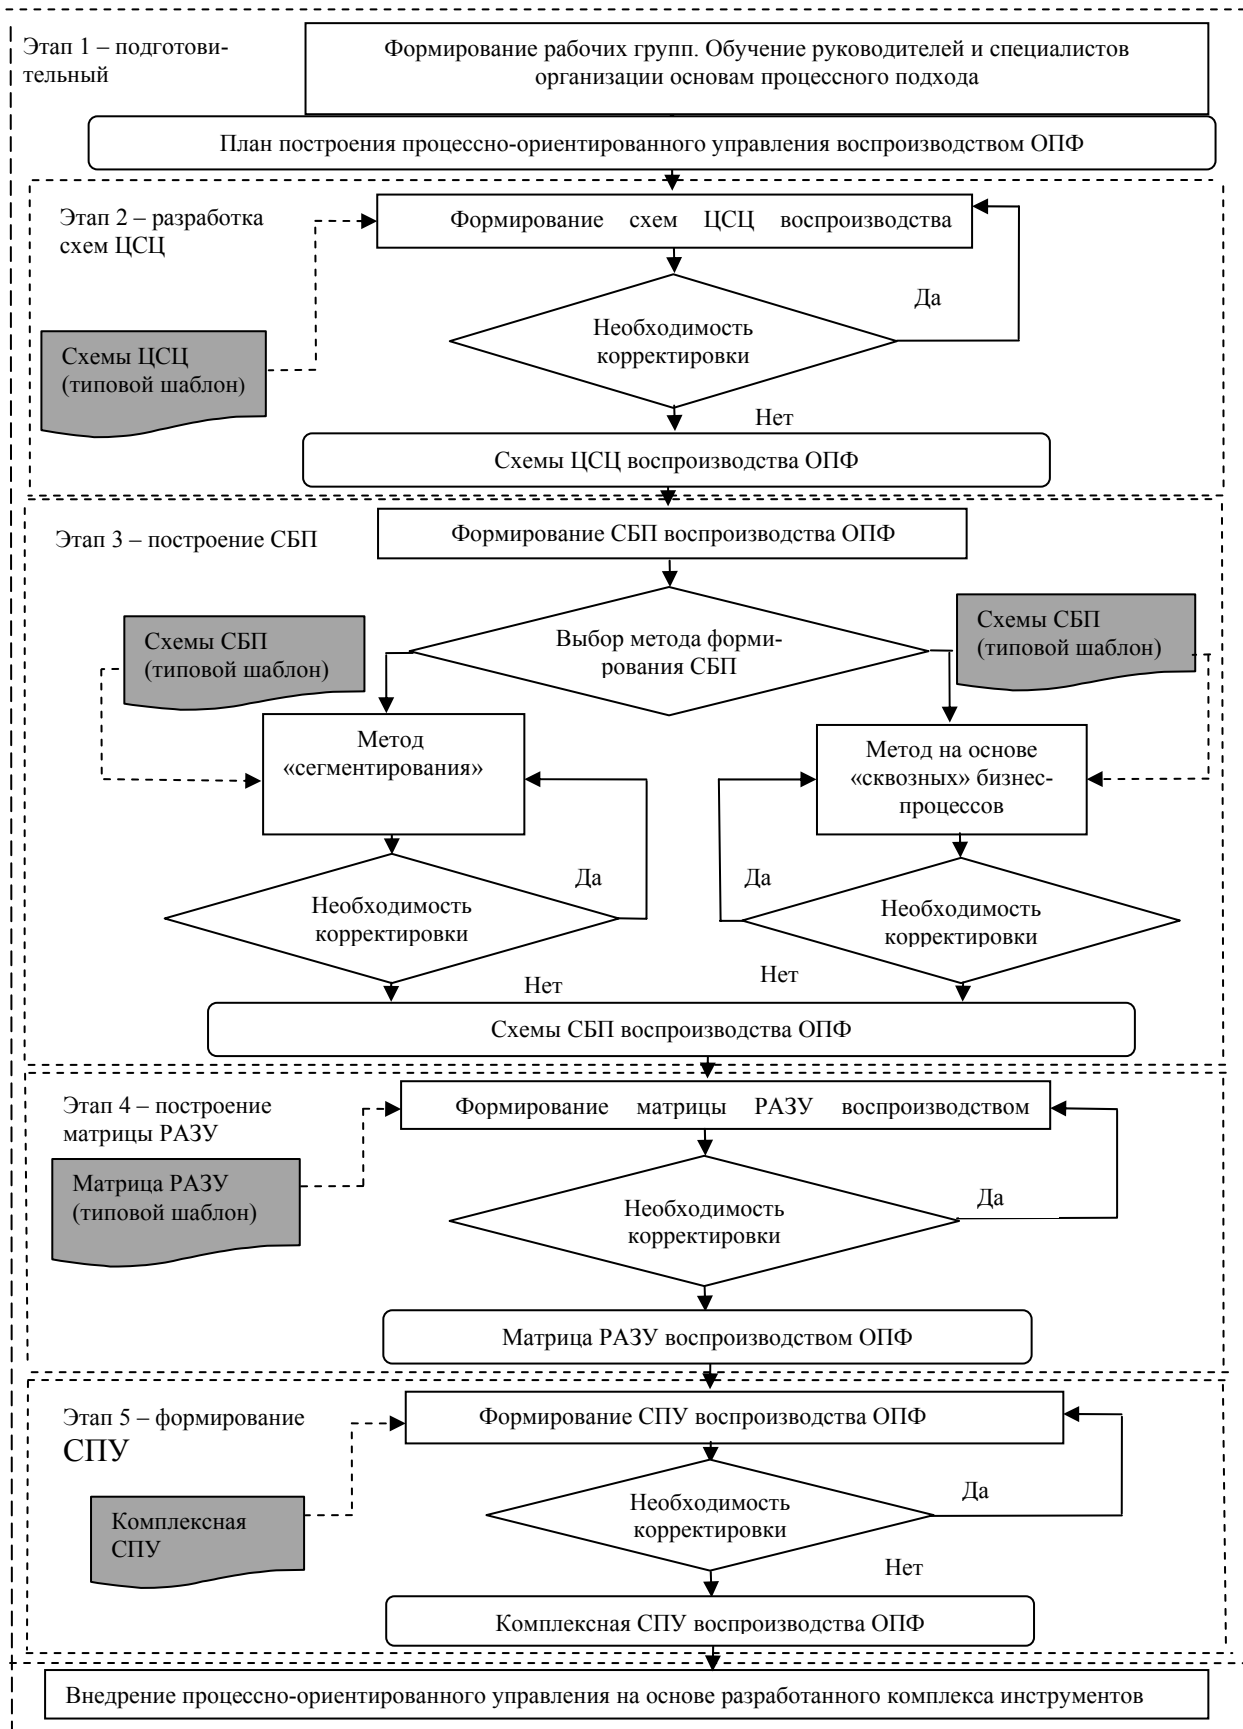 Этап 1 – подготови-
тельный
Формирование рабочих групп. Обучение руководителей и специалистов
организации основам процессного подхода
План построения процессно-ориентированного управления воспроизводством ОПФ
Этап 2 – разработка
схем ЦСЦ
Формирование схем ЦСЦ воспроизводства
Да
Необходимость
корректировки
Схемы ЦСЦ
(типовой шаблон)
Нет
Схемы ЦСЦ воспроизводства ОПФ
Этап 3 – построение СБП
Формирование СБП воспроизводства ОПФ
Схемы СБП
(типовой шаблон)
Выбор метода форми-
рования СБП
Схемы СБП
(типовой шаблон)
Метод
«сегментирования»
Метод на основе
«сквозных» бизнес-
процессов
Да
Да
Необходимость
корректировки
Необходимость
корректировки
Нет
Нет
Схемы СБП воспроизводства ОПФ
Этап 4 – построение
матрицы РАЗУ
Формирование матрицы РАЗУ воспроизводством
Матрица РАЗУ
(типовой шаблон)
Да
Необходимость
корректировки
Матрица РАЗУ воспроизводством ОПФ
Этап 5 – формирование
СПУ
Формирование СПУ воспроизводства ОПФ
Да
Необходимость
корректировки
Комплексная
СПУ
Нет
Комплексная СПУ воспроизводства ОПФ
Внедрение процессно-ориентированного управления на основе разработанного комплекса инструментов